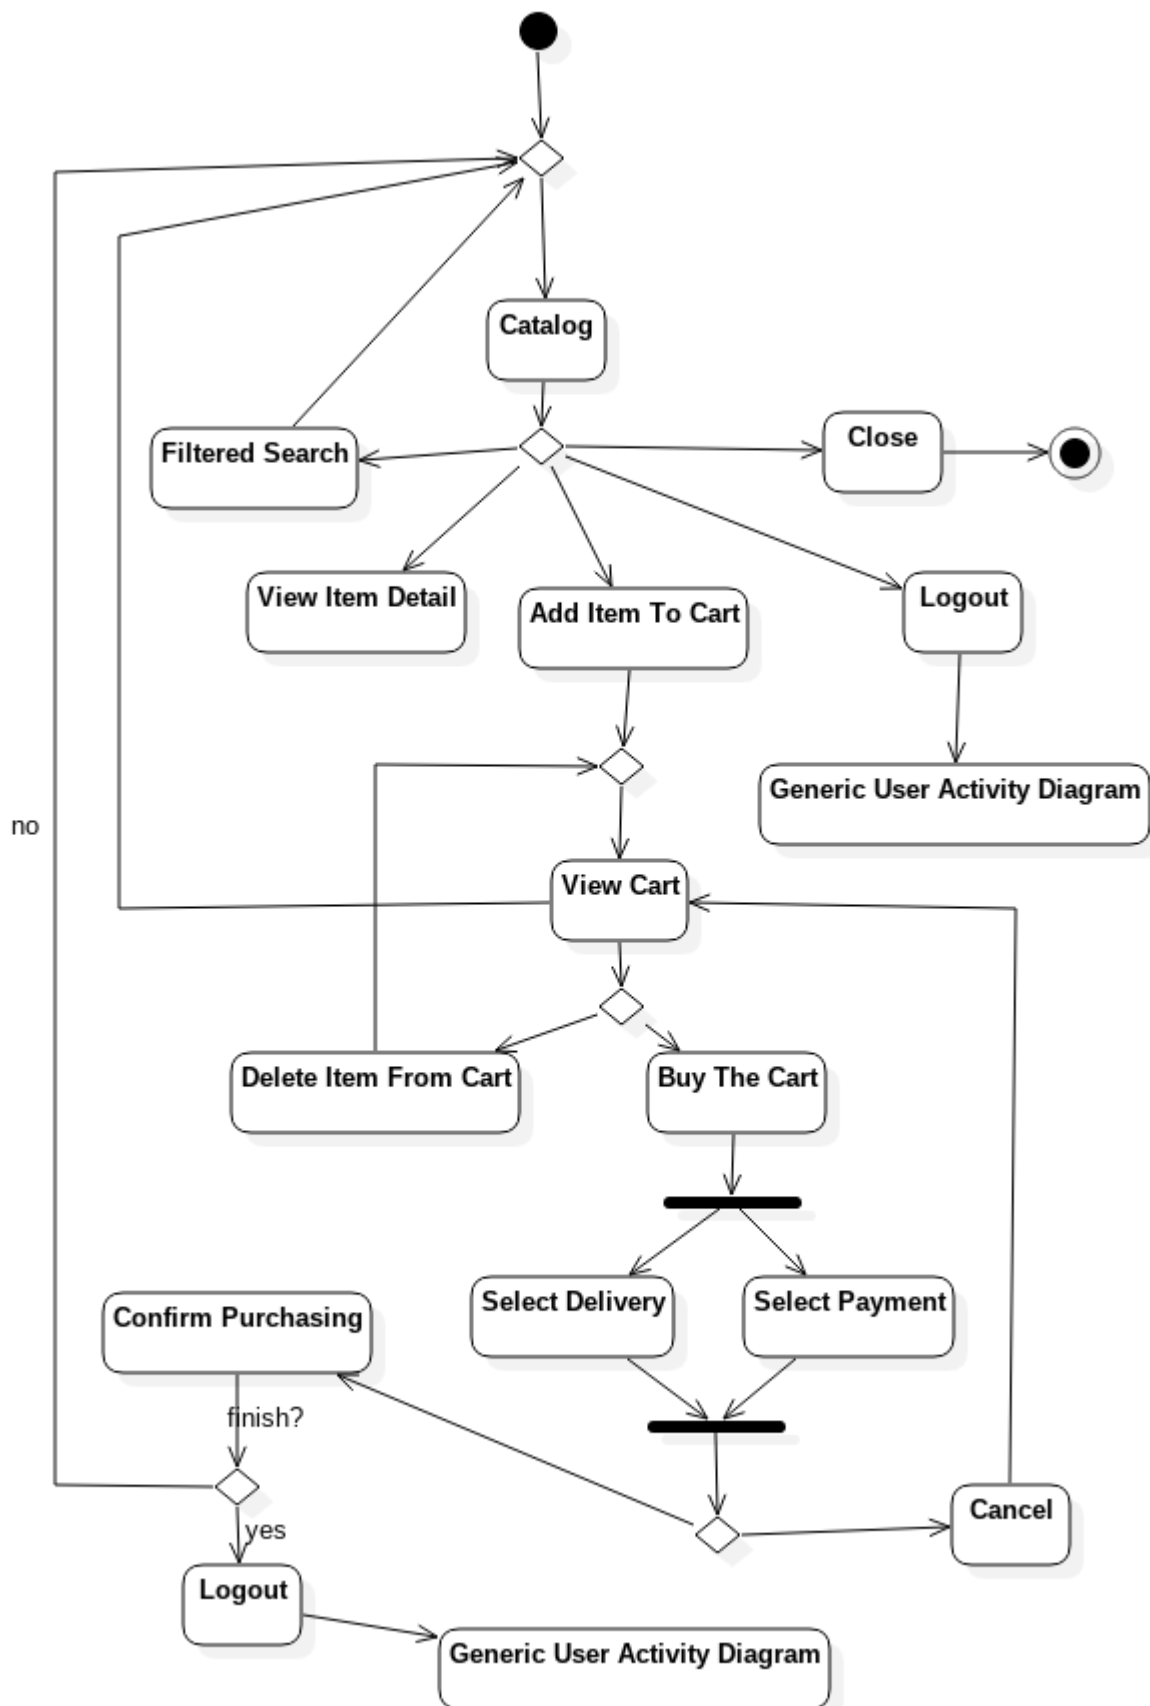 Catalog
Filtered Search
Close
View Item Detail
Add Item To Cart
Logout
Generic User Activity Diagram
no
View Cart
Delete Item From Cart
Buy The Cart
Select Delivery
Select Payment
Confirm Purchasing
finish?
Cancel
yes
Logout
Generic User Activity Diagram